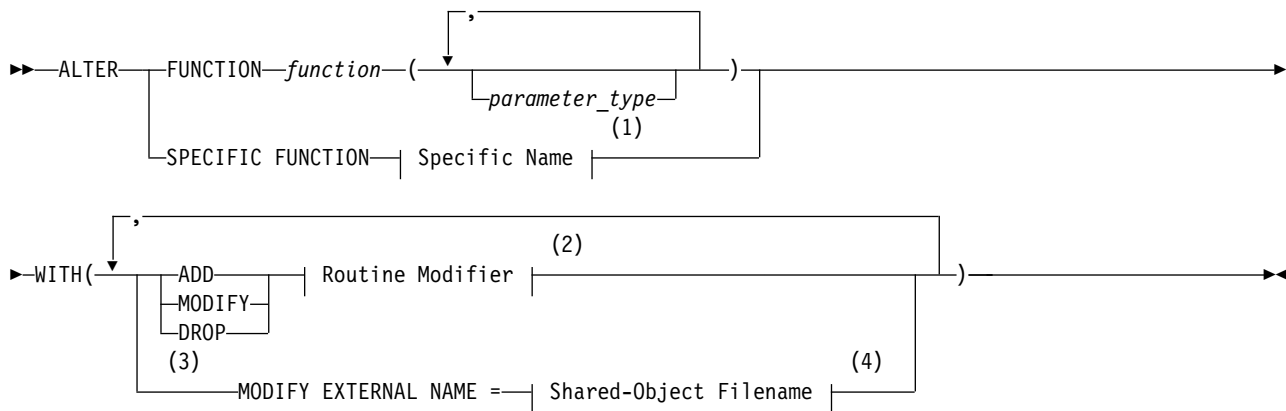 ,
ALTER FUNCTION function ( parameter_type )
(1)
SPECIFIC FUNCTION Specific Name
,
(2)
WITH( ADD Routine Modifier )
MODIFY
DROP
(3) (4)
MODIFY EXTERNAL NAME = Shared-Object Filename